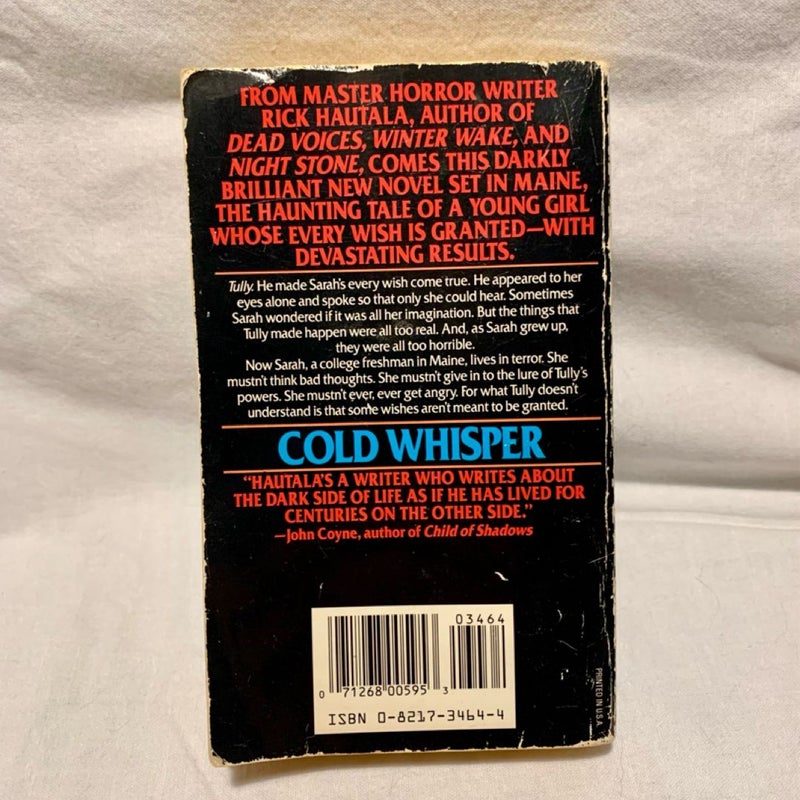 FROM MASTER HORROR WRITER
RICK HAUTALA, AUTHOR OF
DEAD VOICES, WINTER WAKE, AND
NIGHT STONE, COMES THIS DARKLY
BRILLIANT NEW NOVEL SET IN MAINE,
THE HAUNTING TALE OF A YOUNG GIRL
WHOSE EVERY WISH IS GRANTED—WITH
DEVASTATING RESULTS.
Tully. He made Sarah's every wish come true. He appeared to her
eyes alone and spoke so that only she could hear. Sometimes
Sarah wondered if it was all her imagination. But the things that
Tully made happen were all too real. And, as Sarah grew up,
they were all too horrible.
Now Sarah, a college freshman in Maine, lives in terror. She
mustn't think bad thoughts. She mustn't give in to the lure of Tully's
powers. She mustn't ever, ever get angry. For what Tully doesn't
understand is that some wishes aren't meant to be granted.
COLD WHISPER
"HAUTALA'S A WRITER WHO WRITES ABOUT
THE DARK SIDE OF LIFE AS IF HE HAS LIVED FOR
CENTURIES ON THE OTHER SIDE."
—John Coyne, author of Child of Shadows
03464
0 71268 00595 3
ISBN 0-8217-3464-4
PRINTED IN U.S.A.